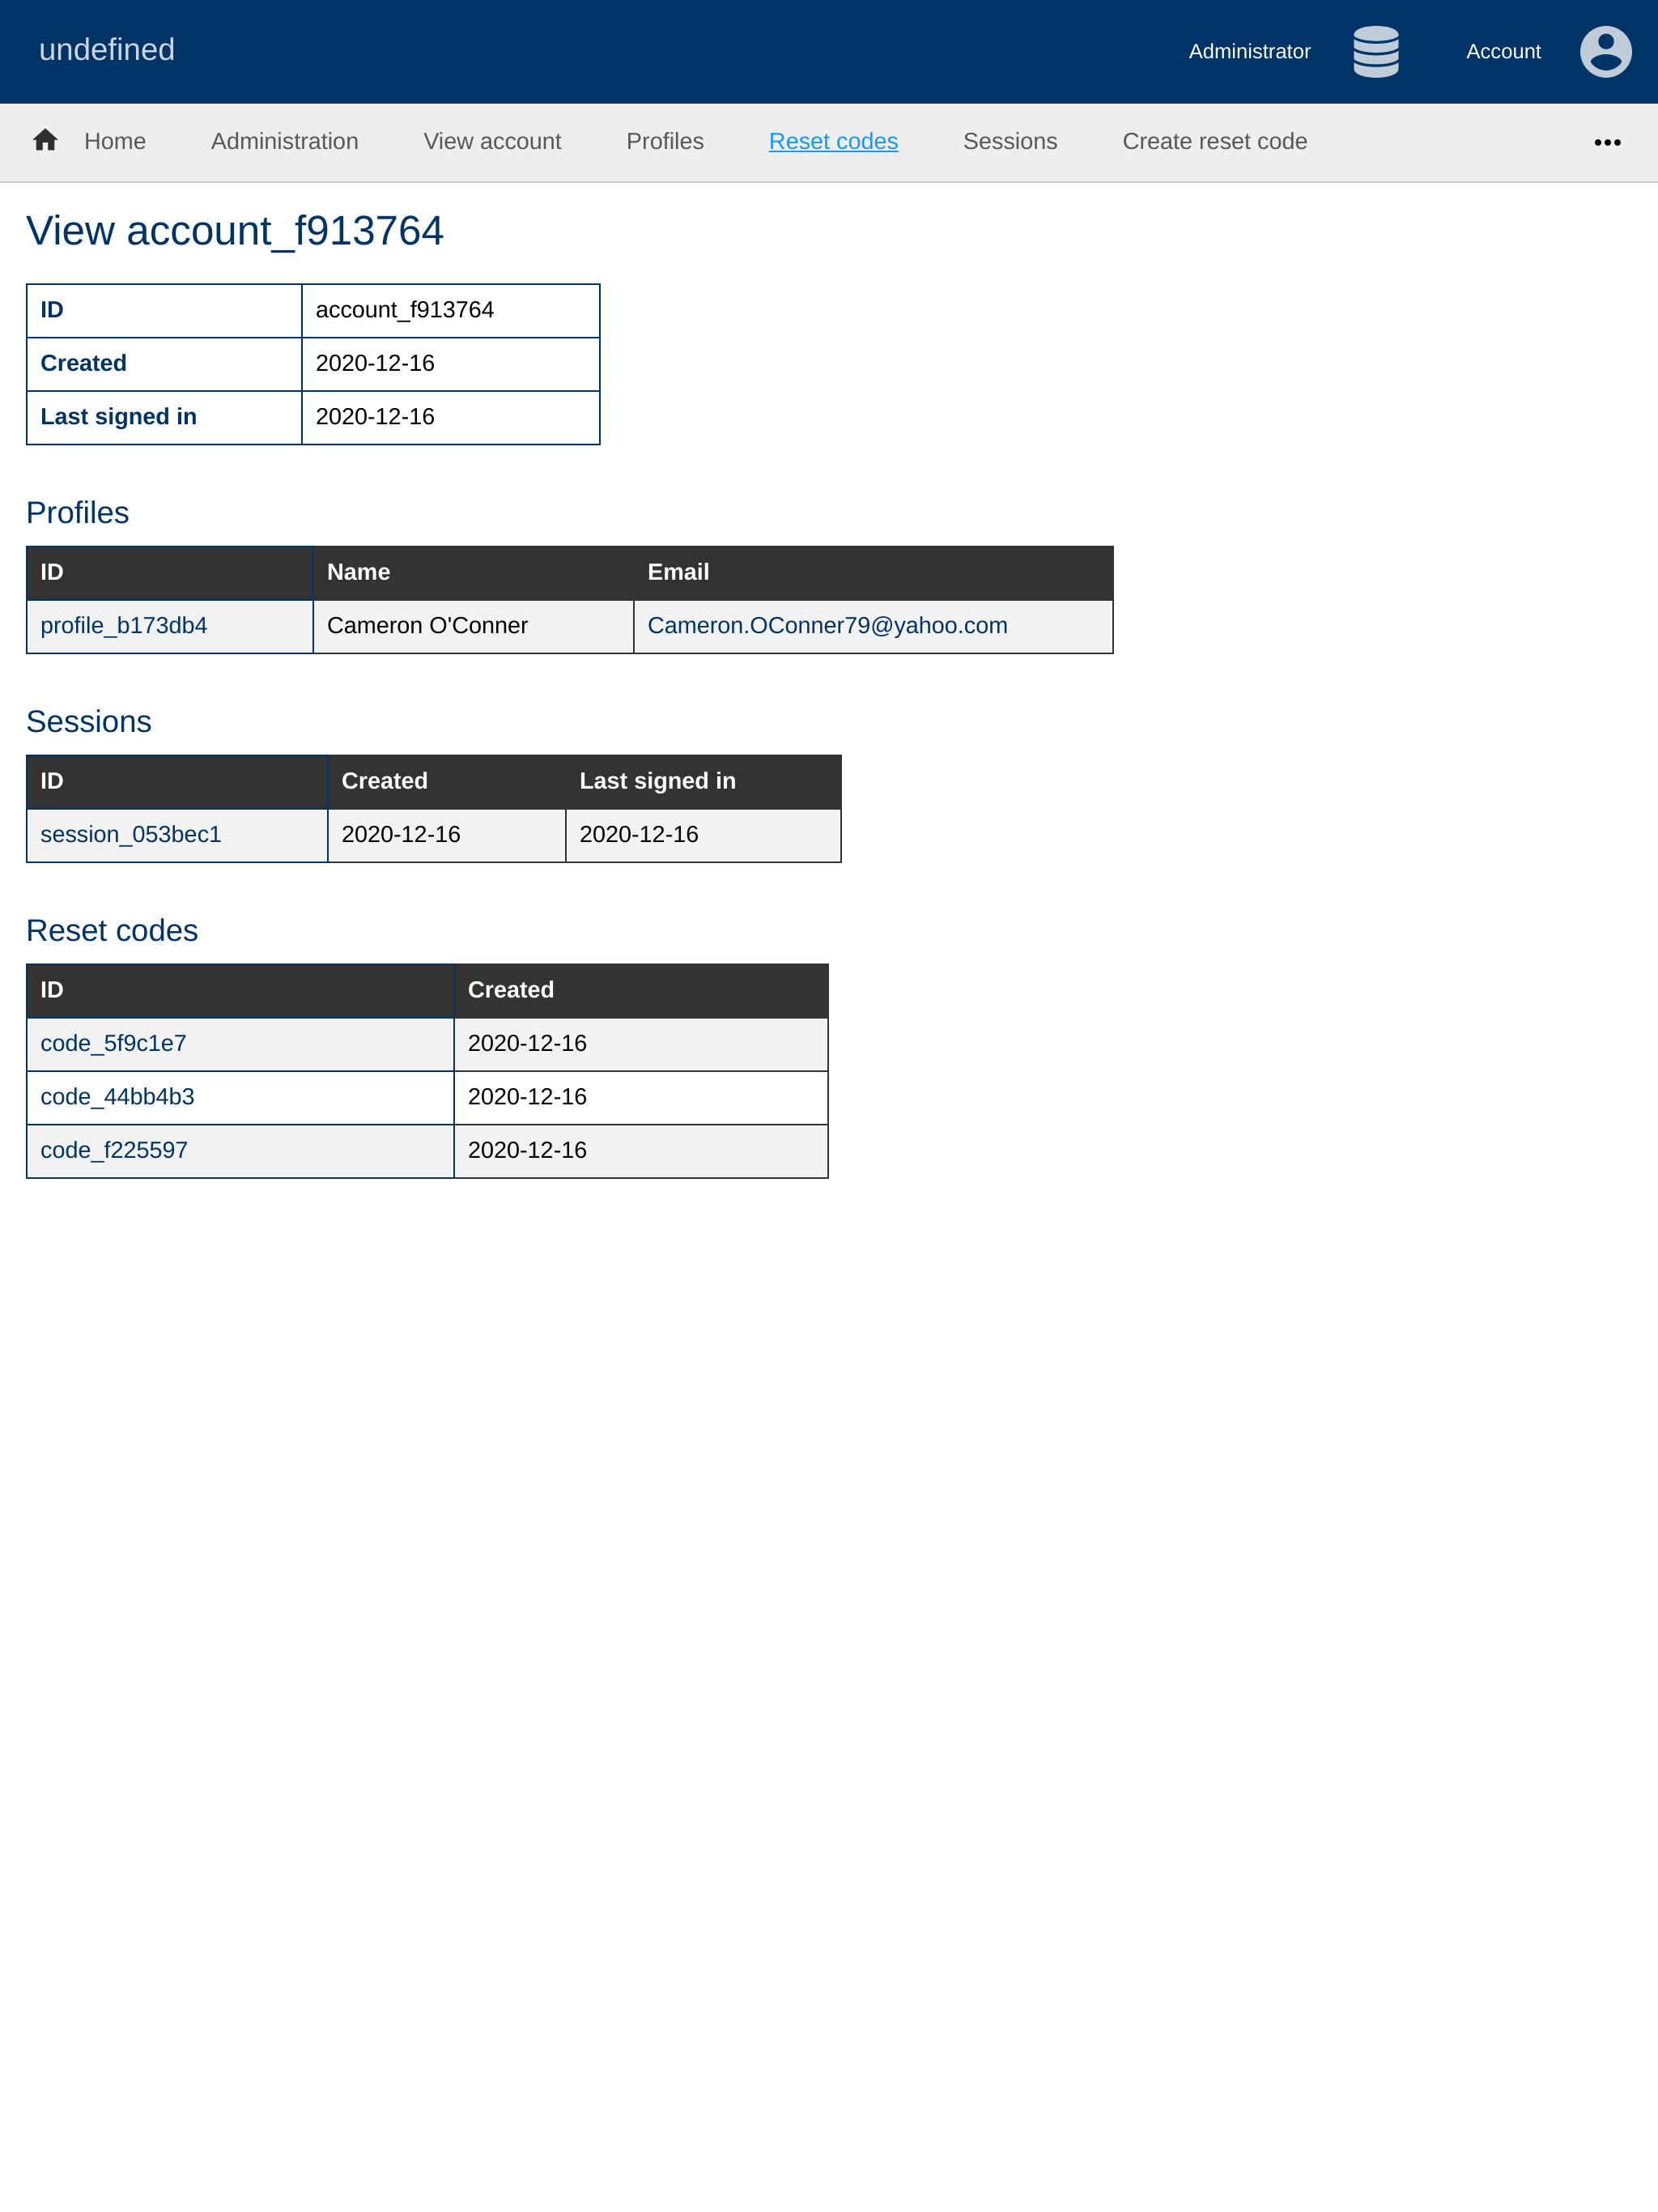 undefined
Administrator
Account
Home Administration View account Profiles Reset codes Sessions Create reset code
View account_f913764
ID account_f913764
Created 2020-12-16
Last signed in 2020-12-16
Profiles
ID Name Email
profile_b173db4 Cameron O'Conner Cameron.OConner79@yahoo.com
Sessions
ID Created Last signed in
session_053bec1 2020-12-16 2020-12-16
Reset codes
ID Created
code_5f9c1e7 2020-12-16
code_44bb4b3 2020-12-16
code_f225597 2020-12-16